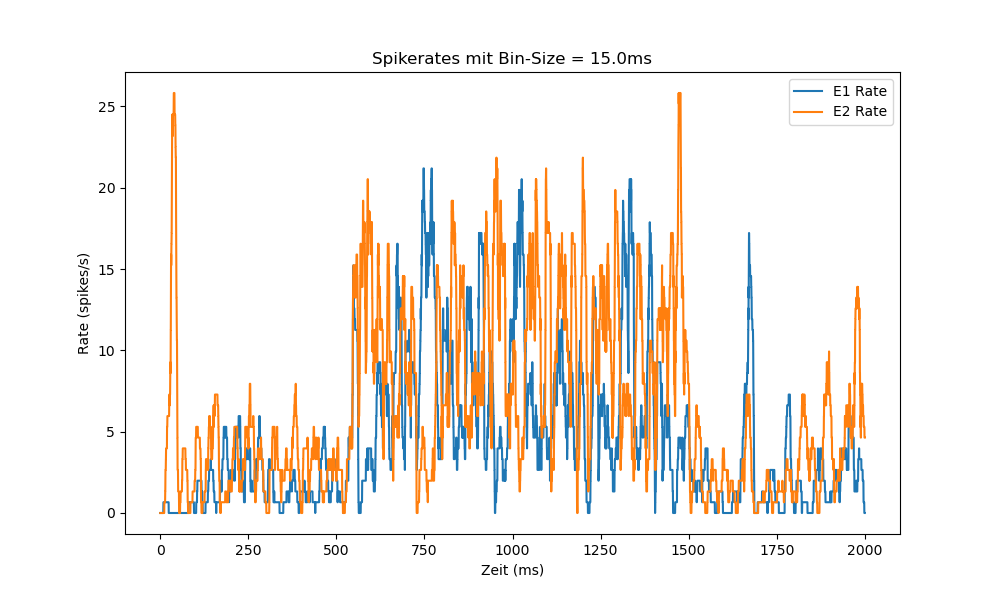 Spikerates mit Bin-Size = 15.0ms
E1 Rate
E2 Rate
25
20
15
10
5
0
Rate (spikes/s)
0 250 500 750 1000 1250 1500 1750 2000
Zeit (ms)